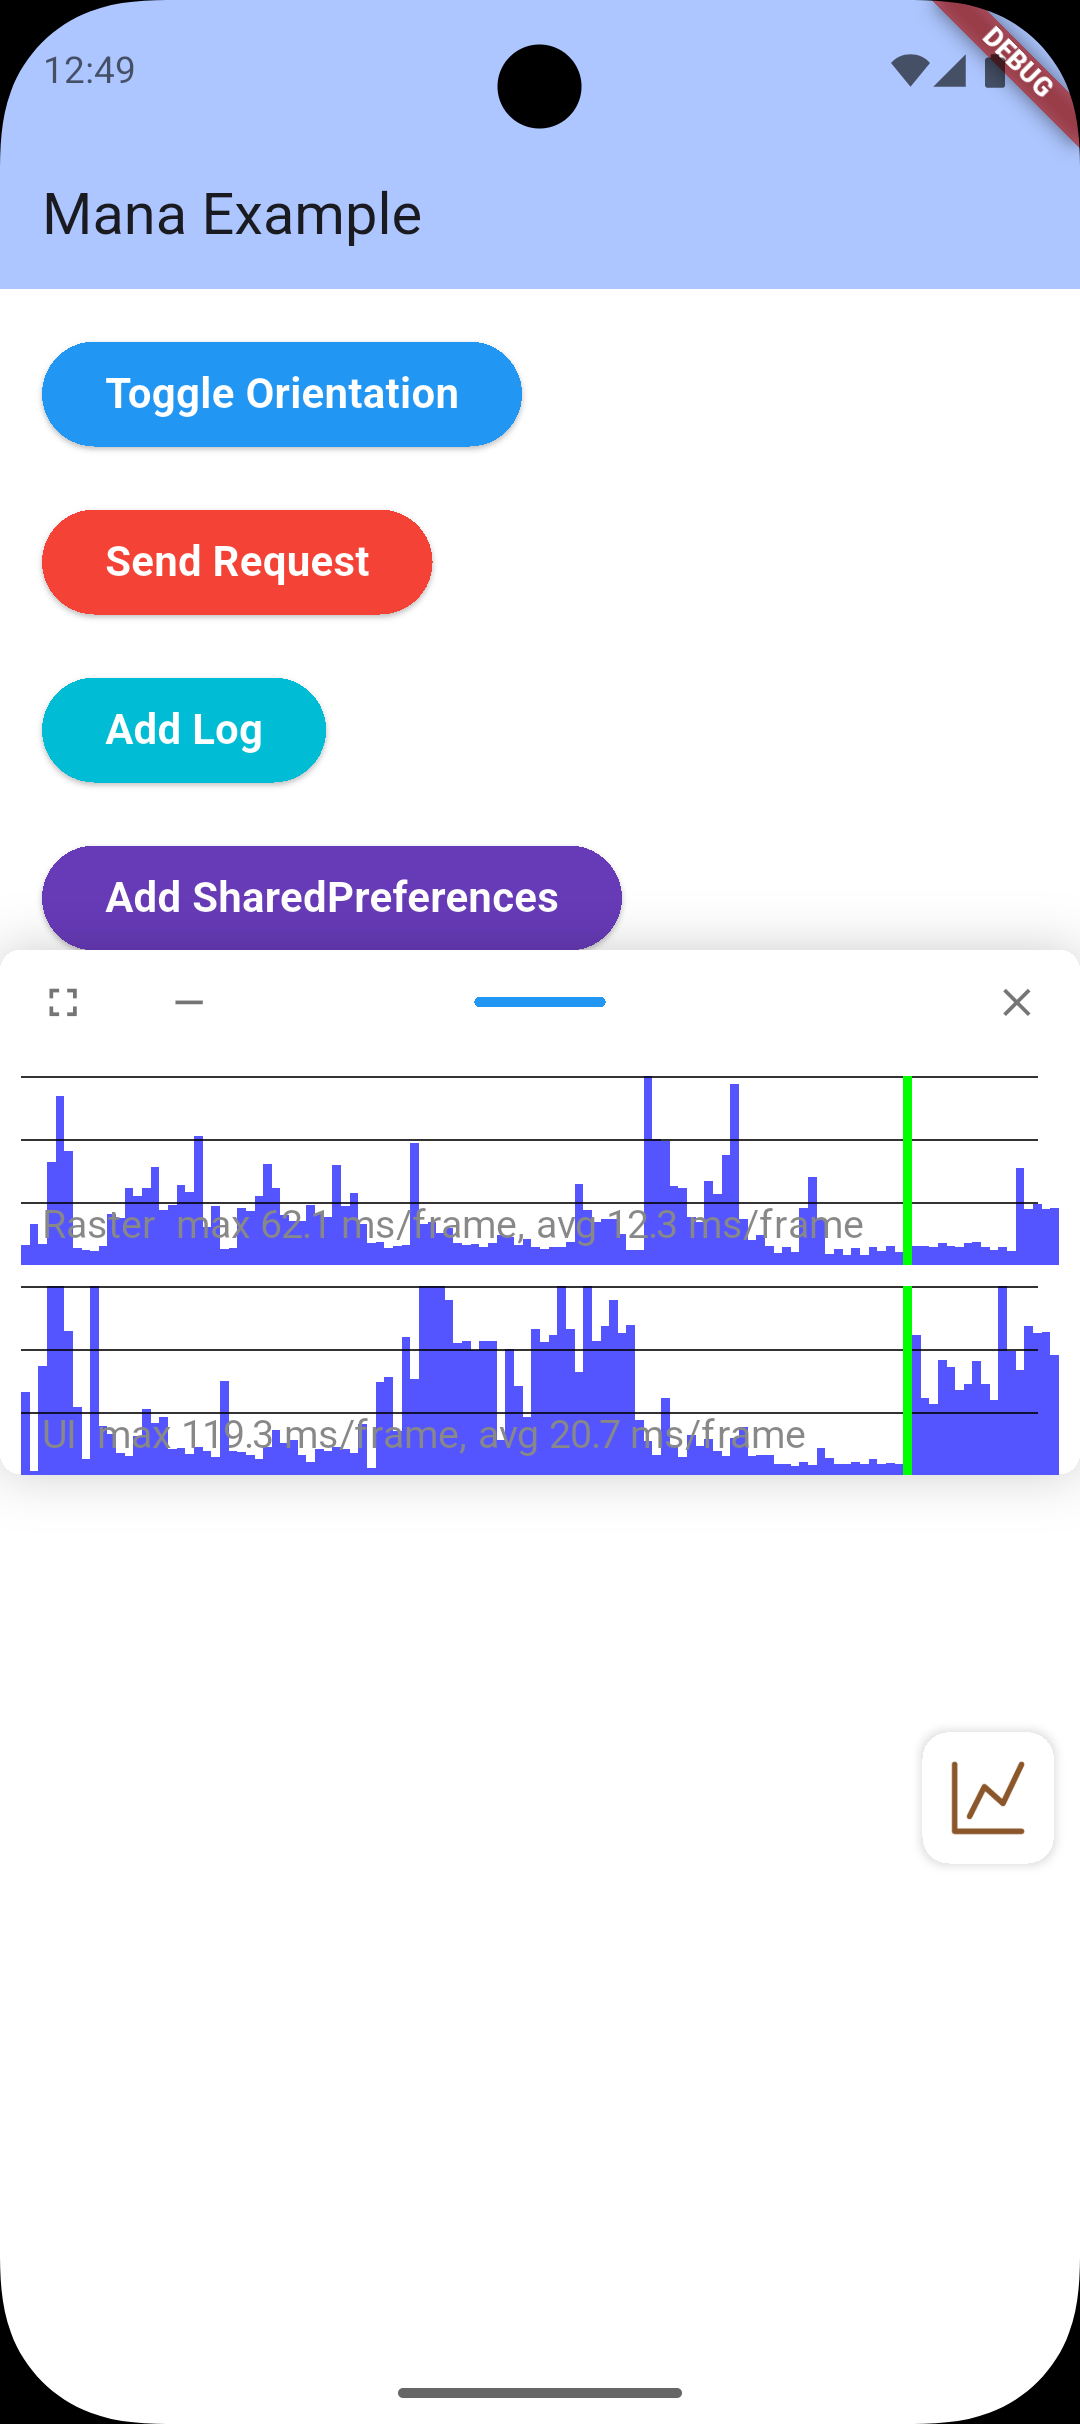 12:49
DEBUG
Mana Example
Toggle Orientation
Send Request
Add Log
Add SharedPreferences
Raster max 62.1 ms/frame, avg 12.3 ms/frame
UI max 119.3 ms/frame, avg 20.7 ms/frame